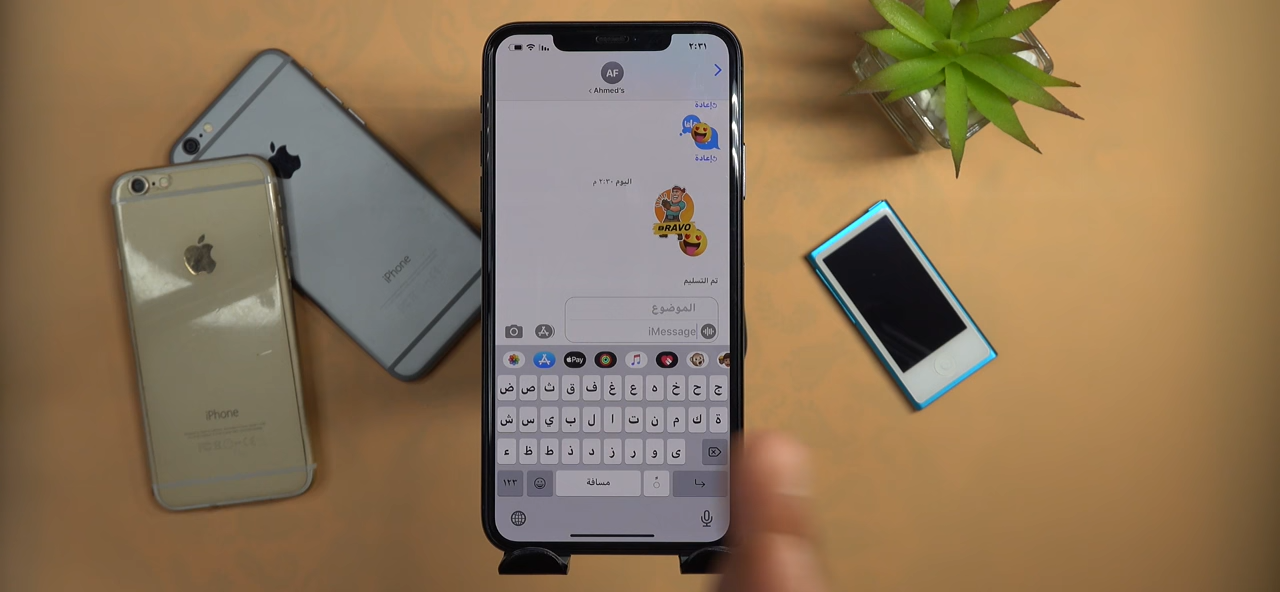 ٢:٣١
AF
Ahmed's
إعادة
إعادة
اليوم ٢:٣٠ م
BRAVO
تم التسليم
الموضوع
iMessage
Pay
ض ص ث ق ف غ ع ه خ ح ج
ش س ي ب ل ا ت ن م ك ة
ء ظ ط ذ د ز ر و ى
١٢٣
مسافة
iPhone
iPhone